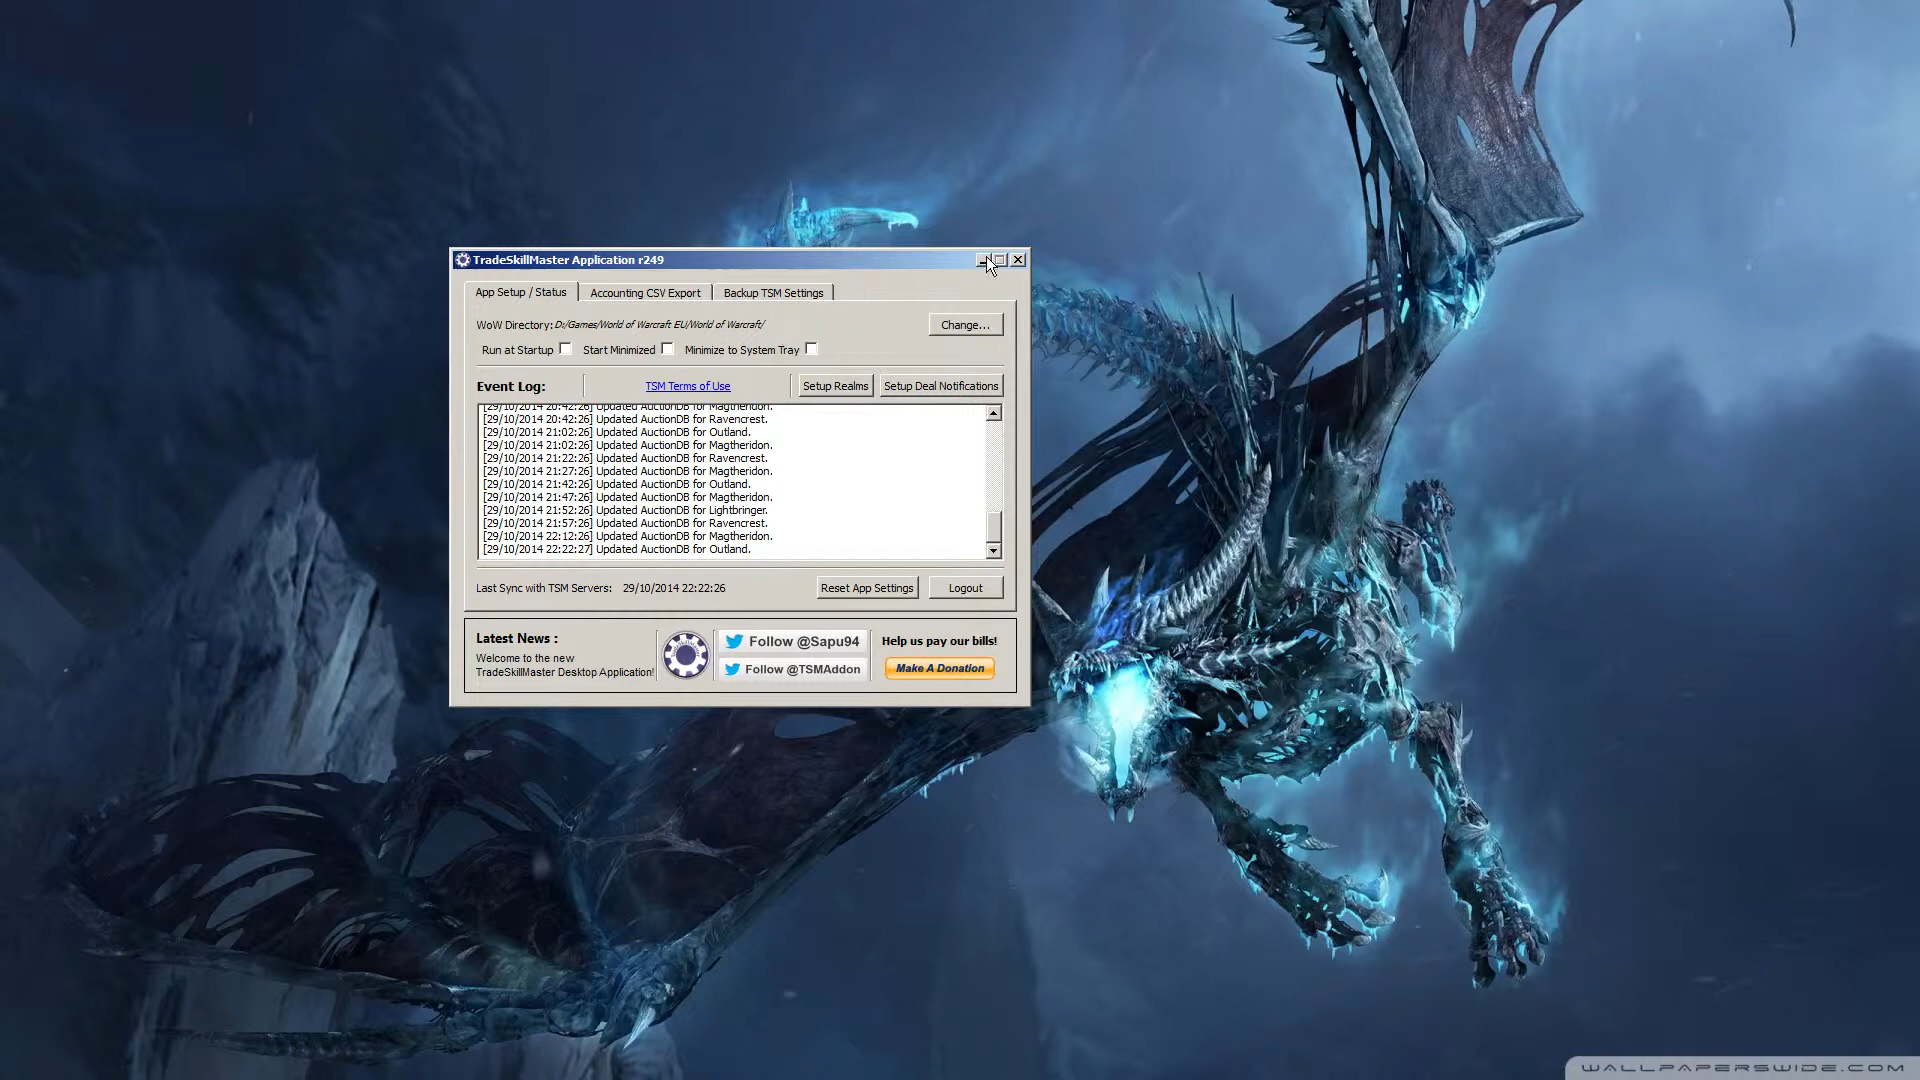 TradeSkillMaster Application r249
App Setup / Status
Accounting CSV Export
Backup TSM Settings
WoW Directory: D:/Games/World of Warcraft EU/World of Warcraft/
Change...
Run at Startup
Start Minimized
Minimize to System Tray
Event Log:
TSM Terms of Use
Setup Realms
Setup Deal Notifications
[29/10/2014 20:42:26] Updated AuctionDB for Magtheridon.
[29/10/2014 20:42:26] Updated AuctionDB for Ravencrest.
[29/10/2014 21:02:26] Updated AuctionDB for Outland.
[29/10/2014 21:02:26] Updated AuctionDB for Magtheridon.
[29/10/2014 21:22:26] Updated AuctionDB for Ravencrest.
[29/10/2014 21:27:26] Updated AuctionDB for Magtheridon.
[29/10/2014 21:42:26] Updated AuctionDB for Outland.
[29/10/2014 21:47:26] Updated AuctionDB for Magtheridon.
[29/10/2014 21:52:26] Updated AuctionDB for Lightbringer.
[29/10/2014 21:57:26] Updated AuctionDB for Ravencrest.
[29/10/2014 22:12:26] Updated AuctionDB for Magtheridon.
[29/10/2014 22:22:27] Updated AuctionDB for Outland.
Last Sync with TSM Servers: 29/10/2014 22:22:26
Reset App Settings
Logout
Latest News :
Welcome to the new
TradeSkillMaster Desktop Application!
Follow @Sapu94
Follow @TSMAddon
Help us pay our bills!
Make A Donation
WALLPAPERSWIDE.COM